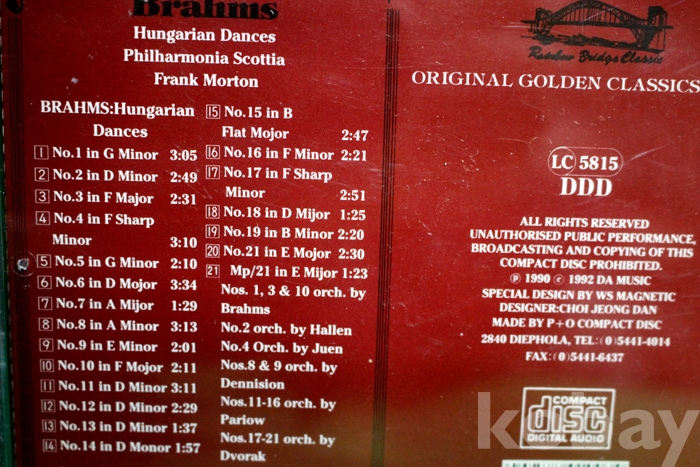 Brahms
Hungarian Dances
Philharmonia Scottia
Frank Morton
BRAHMS:Hungarian
Dances
1 No.1 in G Minor 3:05
2 No.2 in D Minor 2:49
3 No.3 in F Major 2:31
4 No.4 in F Sharp
Minor 3:10
5 No.5 in G Minor 2:10
6 No.6 in D Mojor 3:34
7 No.7 in A Mijor 1:29
8 No.8 in A Minor 3:13
9 No.9 in E Minor 2:01
10 No.10 in F Mojor 2:11
11 No.11 in D Minor 3:11
12 No.12 in D Minor 2:29
13 No.13 in D Minor 1:37
14 No.14 in D Monor 1:57
15 No.15 in B
Flat Mojor 2:47
16 No.16 in F Minor 2:21
17 No.17 in F Sharp
Minor 2:51
18 No.18 in D Mijor 1:25
19 No.19 in B Minor 2:20
20 No.21 in E Mojor 2:30
21 Mp/21 in E Mijor 1:23
Nos. 1, 3 & 10 orch. by
Brahms
No.2 orch. by Hallen
No.4 Orch. by Juen
Nos.8 & 9 orch. by
Dennision
Nos.11-16 orch. by
Parlow
Nos.17-21 orch. by
Dvorak
Rainbow Bridge Classic
ORIGINAL GOLDEN CLASSICS
LC 5815
DDD
ALL RIGHTS RESERVED
UNAUTHORISED PUBLIC PERFORMANCE,
BROADCASTING AND COPYING OF THIS
COMPACT DISC PROHIBITED.
℗ 1990 © 1992 DA MUSIC
SPECIAL DESIGN BY WS MAGNETIC
DESIGNER:CHOI JEONG DAN
MADE BY P+O COMPACT DISC
2840 DIEPHOLA, TEL:(0)5441-4014
FAX:(0)5441-6437
COMPACT
disc
DIGITAL AUDIO